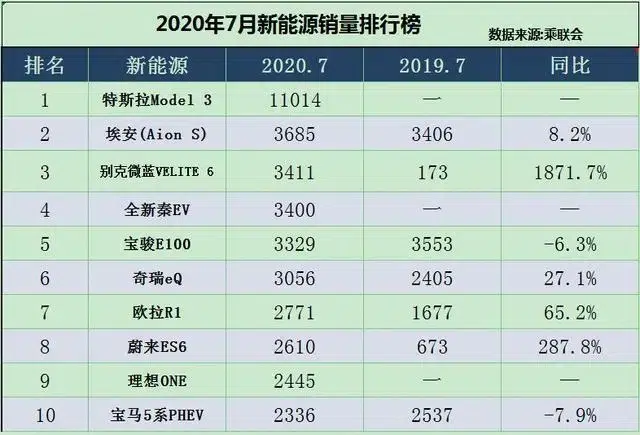 2020年7月新能源销量排行榜 数据来源:乘联会
排名 新能源 2020.7 2019.7 同比
1 特斯拉Model 3 11014 — —
2 埃安(Aion S) 3685 3406 8.2%
3 别克微蓝VELITE 6 3411 173 1871.7%
4 全新秦EV 3400 — —
5 宝骏E100 3329 3553 -6.3%
6 奇瑞eQ 3056 2405 27.1%
7 欧拉R1 2771 1677 65.2%
8 蔚来ES6 2610 673 287.8%
9 理想ONE 2445 — —
10 宝马5系PHEV 2336 2537 -7.9%